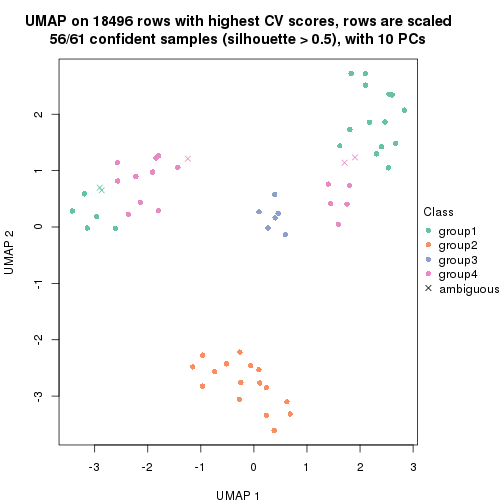 UMAP on 18496 rows with highest CV scores, rows are scaled
56/61 confident samples (silhouette > 0.5), with 10 PCs
2
1
0
-1
-2
-3
UMAP 2
-3
-2
-1
0
1
2
3
UMAP 1
Class
group1
group2
group3
group4
ambiguous